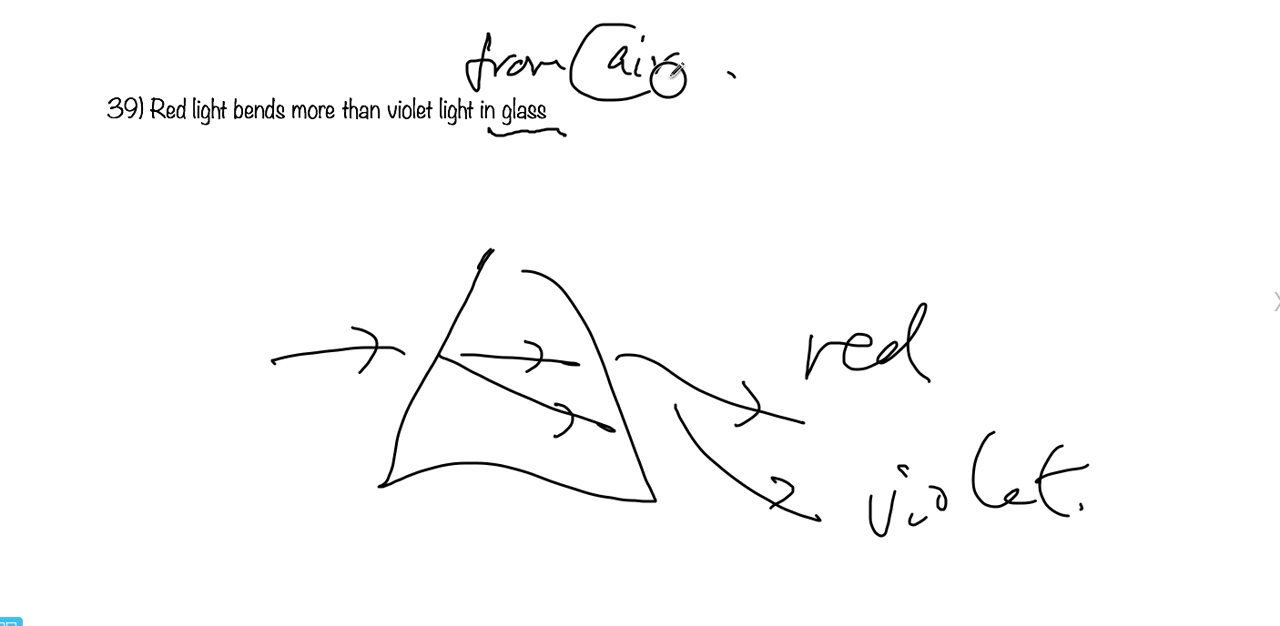 from air.
39) Red light bends more than violet light in glass
red
violet.